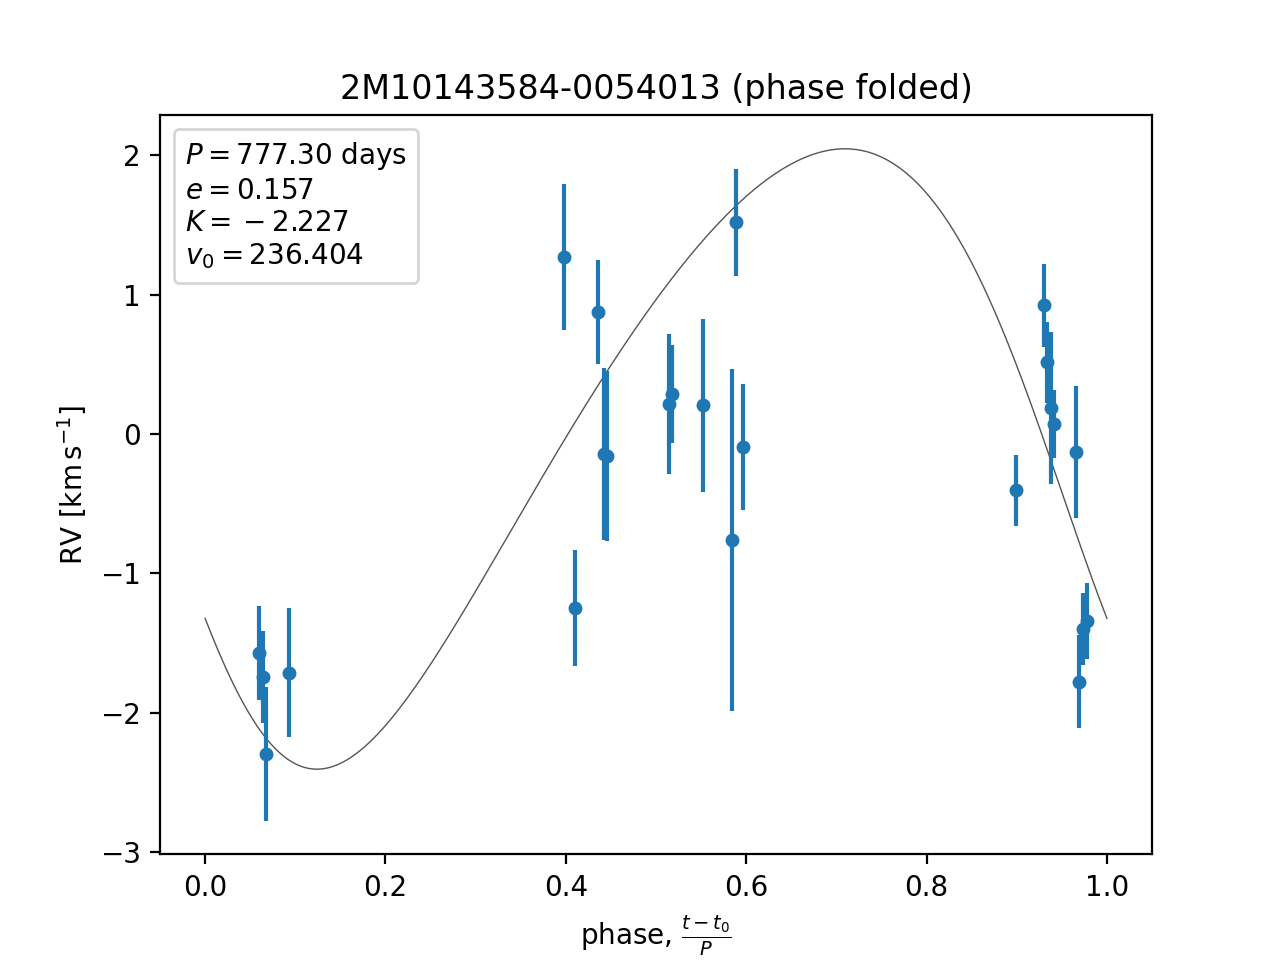 2M10143584-0054013 (phase folded)
P = 777.30 days
e = 0.157
K = −2.227
v₀ = 236.404
2
1
0
−1
−2
−3
RV [km s⁻¹]
0.0 0.2 0.4 0.6 0.8 1.0
phase, (t − t₀)/P